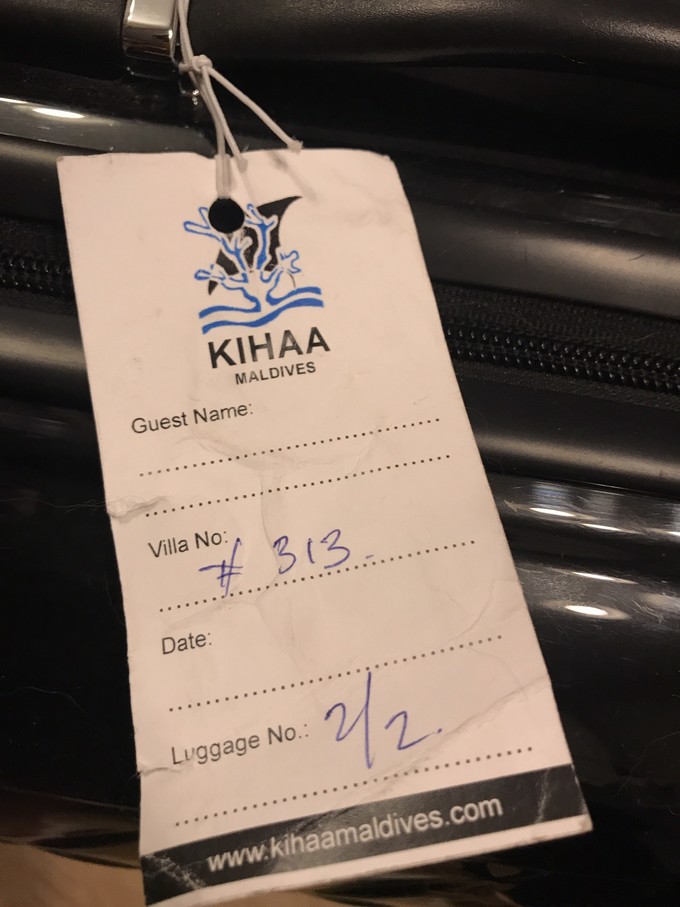 KIHAA
MALDIVES
Guest Name:
Villa No:
# 313.
Date:
Luggage No.: 2/2.
www.kihaamaldives.com